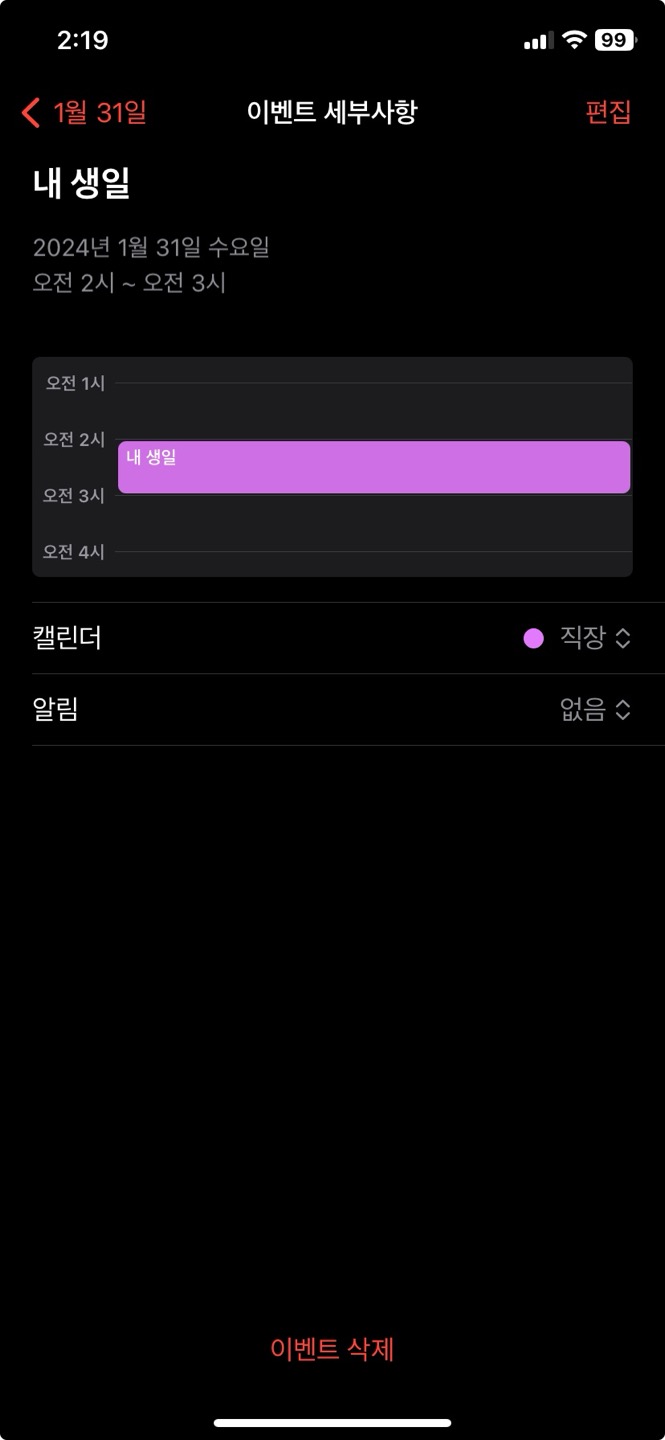 2:19
99
1월 31일
이벤트 세부사항
편집
내 생일
2024년 1월 31일 수요일
오전 2시 ~ 오전 3시
오전 1시
오전 2시
내 생일
오전 3시
오전 4시
캘린더
직장
알림
없음
이벤트 삭제